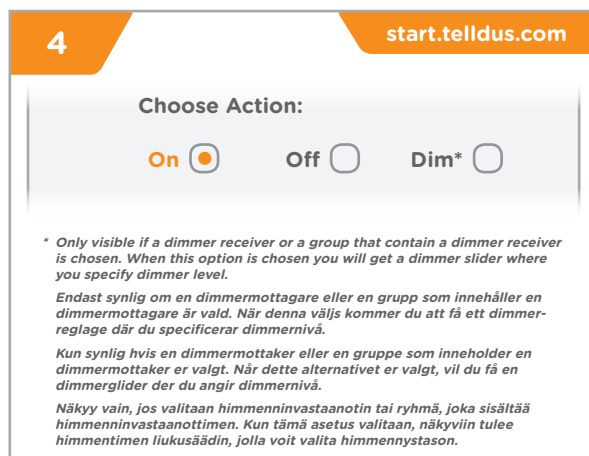 4
start.telldus.com
Choose Action:
On Off Dim*
* Only visible if a dimmer receiver or a group that contain a dimmer receiver
is chosen. When this option is chosen you will get a dimmer slider where
you specify dimmer level.
Endast synlig om en dimmermottagare eller en grupp som innehåller en
dimmermottagare är vald. När denna väljs kommer du att få ett dimmer-
reglage där du specificerar dimmernivå.
Kun synlig hvis en dimmermottaker eller en gruppe som inneholder en
dimmermottaker er valgt. Når dette alternativet er valgt, vil du få en
dimmerglider der du angir dimmernivå.
Näkyy vain, jos valitaan himmenninvastaanotin tai ryhmä, joka sisältää
himmenninvastaanottimen. Kun tämä asetus valitaan, näkyviin tulee
himmentimen liukusäädin, jolla voit valita himmennystason.